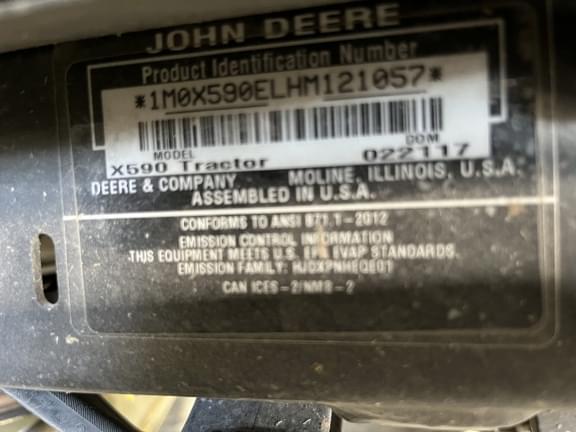 JOHN DEERE
Product Identification Number
*1M0X590ELHM121057*
MODEL DOM
X590 Tractor 022117
DEERE & COMPANY MOLINE, ILLINOIS, U.S.A.
ASSEMBLED IN U.S.A.
CONFORMS TO ANSI B71.1-2012
EMISSION CONTROL INFORMATION
THIS EQUIPMENT MEETS U.S. EPA EVAP STANDARDS.
EMISSION FAMILY:
CAN ICES-2/NMB-2